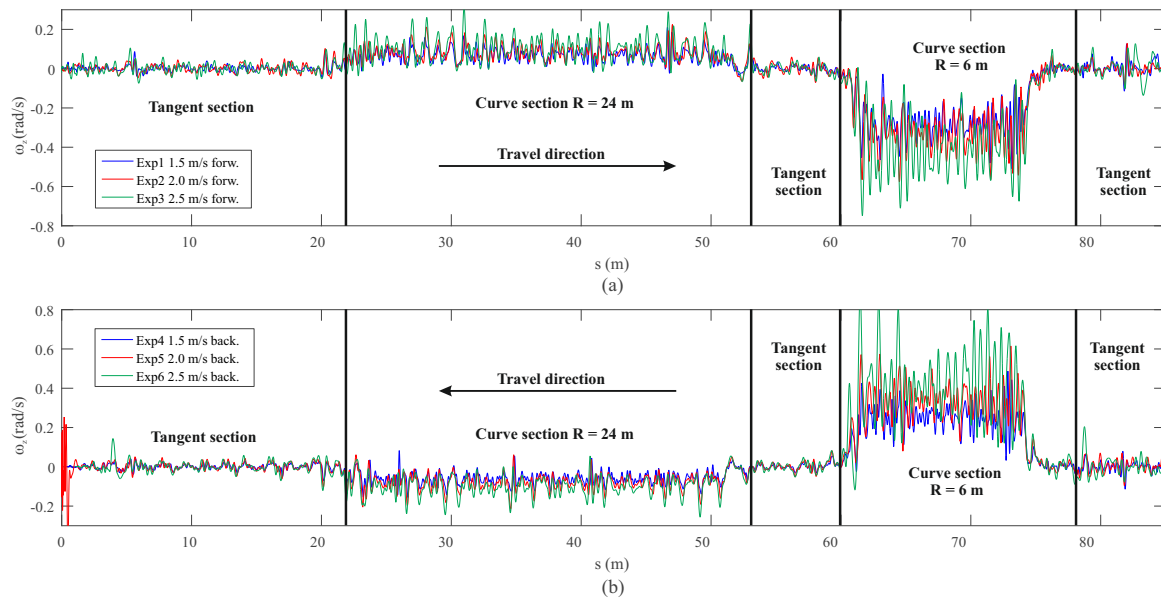 0.2
0
-0.2
-0.4
-0.6
-0.8
ω_z (rad/s)
Tangent section
Curve section R = 24 m
Travel direction
Curve section
R = 6 m
Tangent
section
Tangent
section
Exp1 1.5 m/s forw.
Exp2 2.0 m/s forw.
Exp3 2.5 m/s forw.
0 10 20 30 40 50 60 70 80
s (m)
(a)
0.8
0.6
0.4
0.2
0
-0.2
ω_z (rad/s)
Exp4 1.5 m/s back.
Exp5 2.0 m/s back.
Exp6 2.5 m/s back.
Travel direction
Tangent section
Curve section R = 24 m
Tangent
section
Tangent
section
Curve section
R = 6 m
0 10 20 30 40 50 60 70 80
s (m)
(b)